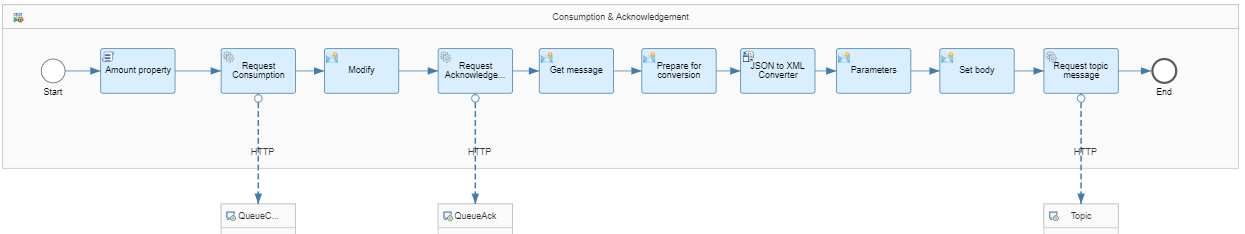 Consumption & Acknowledgement
Amount property
Request
Consumption
Modify
Request
Acknowledge...
Get message
Prepare for
conversion
JSON to XML
Converter
Parameters
Set body
Request topic
message
Start
End
HTTP
HTTP
HTTP
QueueC...
QueueAck
Topic